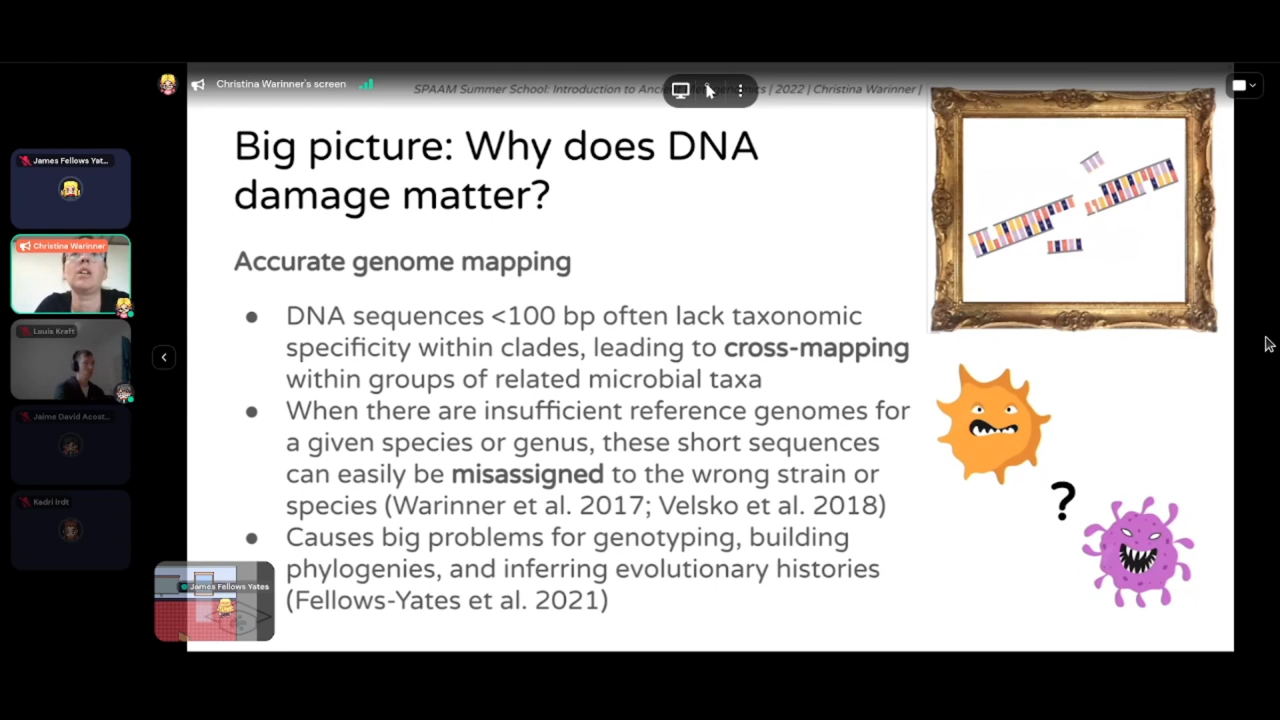 Christina Warinner's screen
SPAAM Summer School: Introduction to | 2022 | Christina Warinner |
Big picture: Why does DNA
damage matter?
Accurate genome mapping
● DNA sequences <100 bp often lack taxonomic
specificity within clades, leading to cross-mapping
within groups of related microbial taxa
● When there are insufficient reference genomes for
a given species or genus, these short sequences
can easily be misassigned to the wrong strain or
species (Warinner et al. 2017; Velsko et al. 2018)
● Causes big problems for genotyping, building
phylogenies, and inferring evolutionary histories
(Fellows-Yates et al. 2021)
?
James Fellows Yat...
Christina Warinner
Louis Kraft
Jaime David Acost...
Kadri Irdt
James Fellows Yates